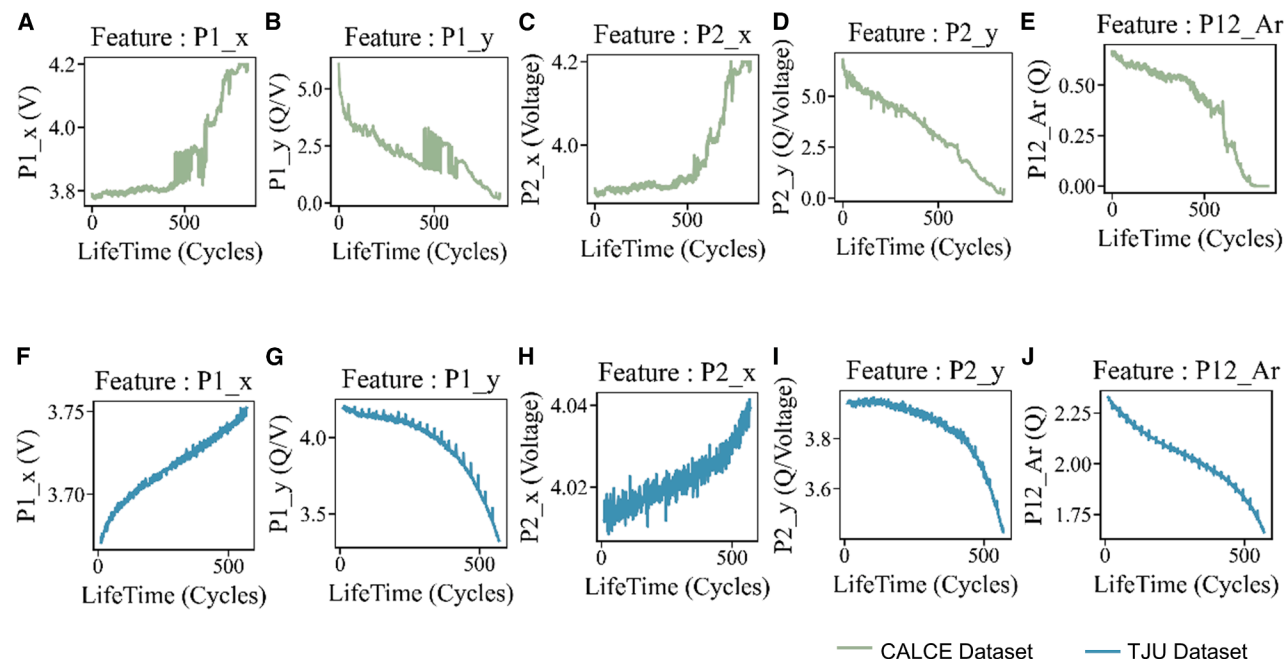 A
Feature : P1_x
P1_x (V)
4.2
4.0
3.8
0
500
LifeTime (Cycles)
B
Feature : P1_y
P1_y (Q/V)
5.0
2.5
0.0
0
500
LifeTime (Cycles)
C
Feature : P2_x
P2_x (Voltage)
4.2
4.0
0
500
LifeTime (Cycles)
D
Feature : P2_y
P2_y (Q/Voltage)
5.0
2.5
0.0
0
500
LifeTime (Cycles)
E
Feature : P12_Ar
P12_Ar (Q)
0.50
0.25
0.00
0
500
LifeTime (Cycles)
F
Feature : P1_x
P1_x (V)
3.75
3.70
0
500
LifeTime (Cycles)
G
Feature : P1_y
P1_y (Q/V)
4.0
3.5
0
500
LifeTime (Cycles)
H
Feature : P2_x
P2_x (Voltage)
4.04
4.02
0
500
LifeTime (Cycles)
I
Feature : P2_y
P2_y (Q/Voltage)
3.8
3.6
0
500
LifeTime (Cycles)
J
Feature : P12_Ar
P12_Ar (Q)
2.25
2.00
1.75
0
500
LifeTime (Cycles)
CALCE Dataset
TJU Dataset